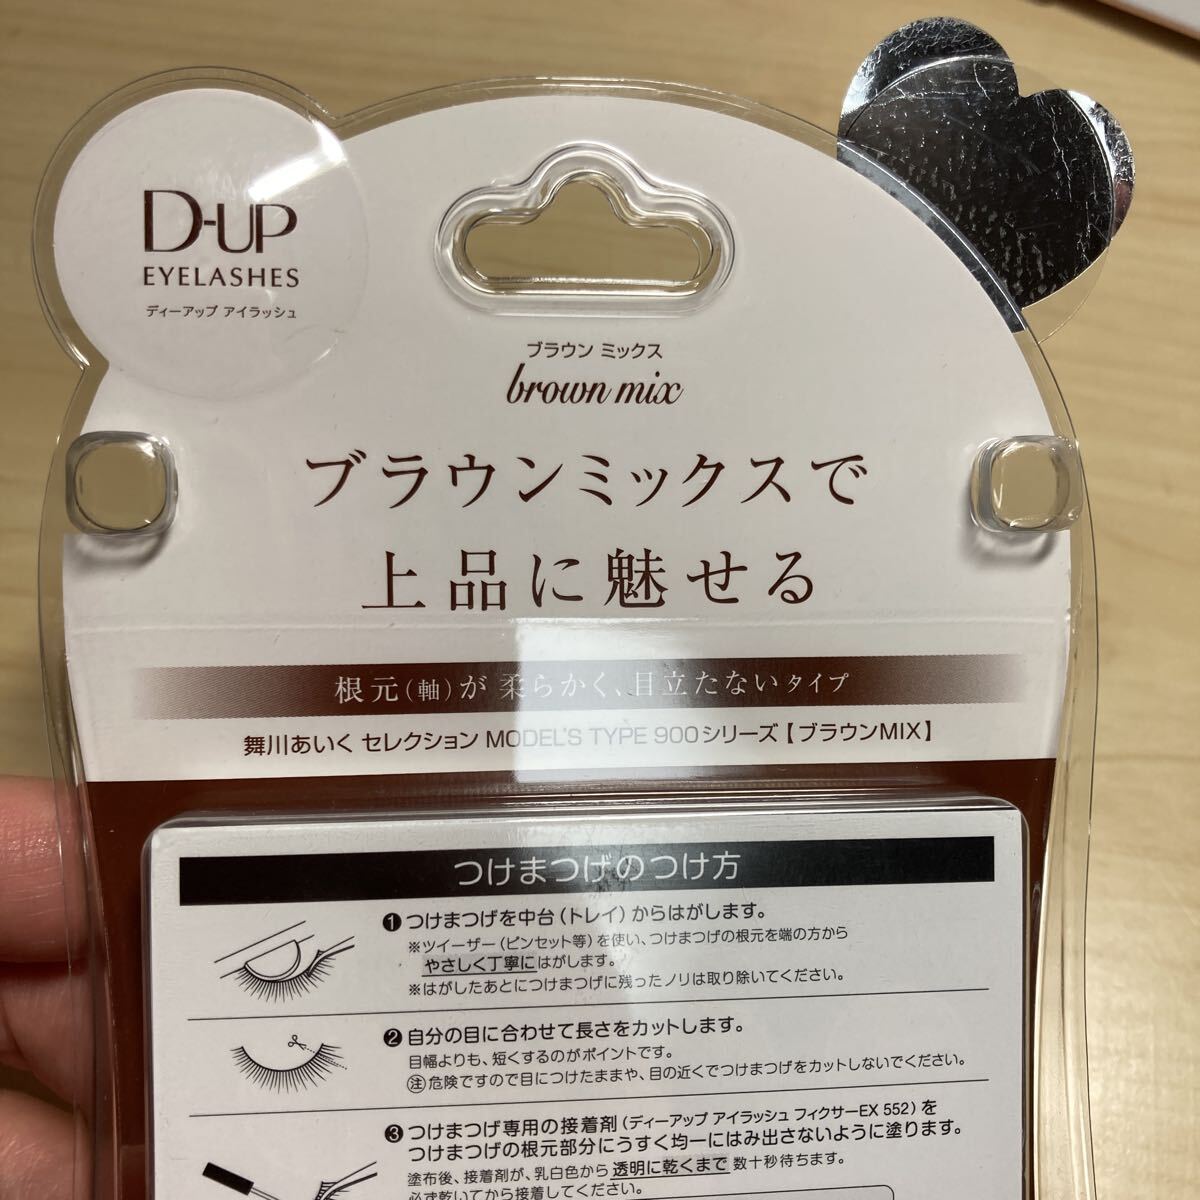 D-UP
EYELASHES
ディーアップ アイラッシュ
ブラウン ミックス
brown mix
ブラウンミックスで
上品に魅せる
根元(軸)が 柔らかく、目立たないタイプ
舞川あいく セレクション MODEL'S TYPE 900シリーズ【ブラウンMIX】
つけまつげのつけ方
❶つけまつげを中台(トレイ)からはがします。
※ツイーザー(ピンセット等)を使い、つけまつげの根元を端の方から
やさしく丁寧にはがします。
※はがしたあとにつけまつげに残ったノリは取り除いてください。
❷自分の目に合わせて長さをカットします。
目幅よりも、短くするのがポイントです。
㊟危険ですので目につけたままや、目の近くでつけまつげをカットしないでください。
❸つけまつげ専用の接着剤(ディーアップ アイラッシュ フィクサーEX 552)を
つけまつげの根元部分にうすく均一にはみ出さないように塗ります。
塗布後、接着剤が、乳白色から透明に乾くまで数十秒待ちます。
必ず乾いてから接着してください。